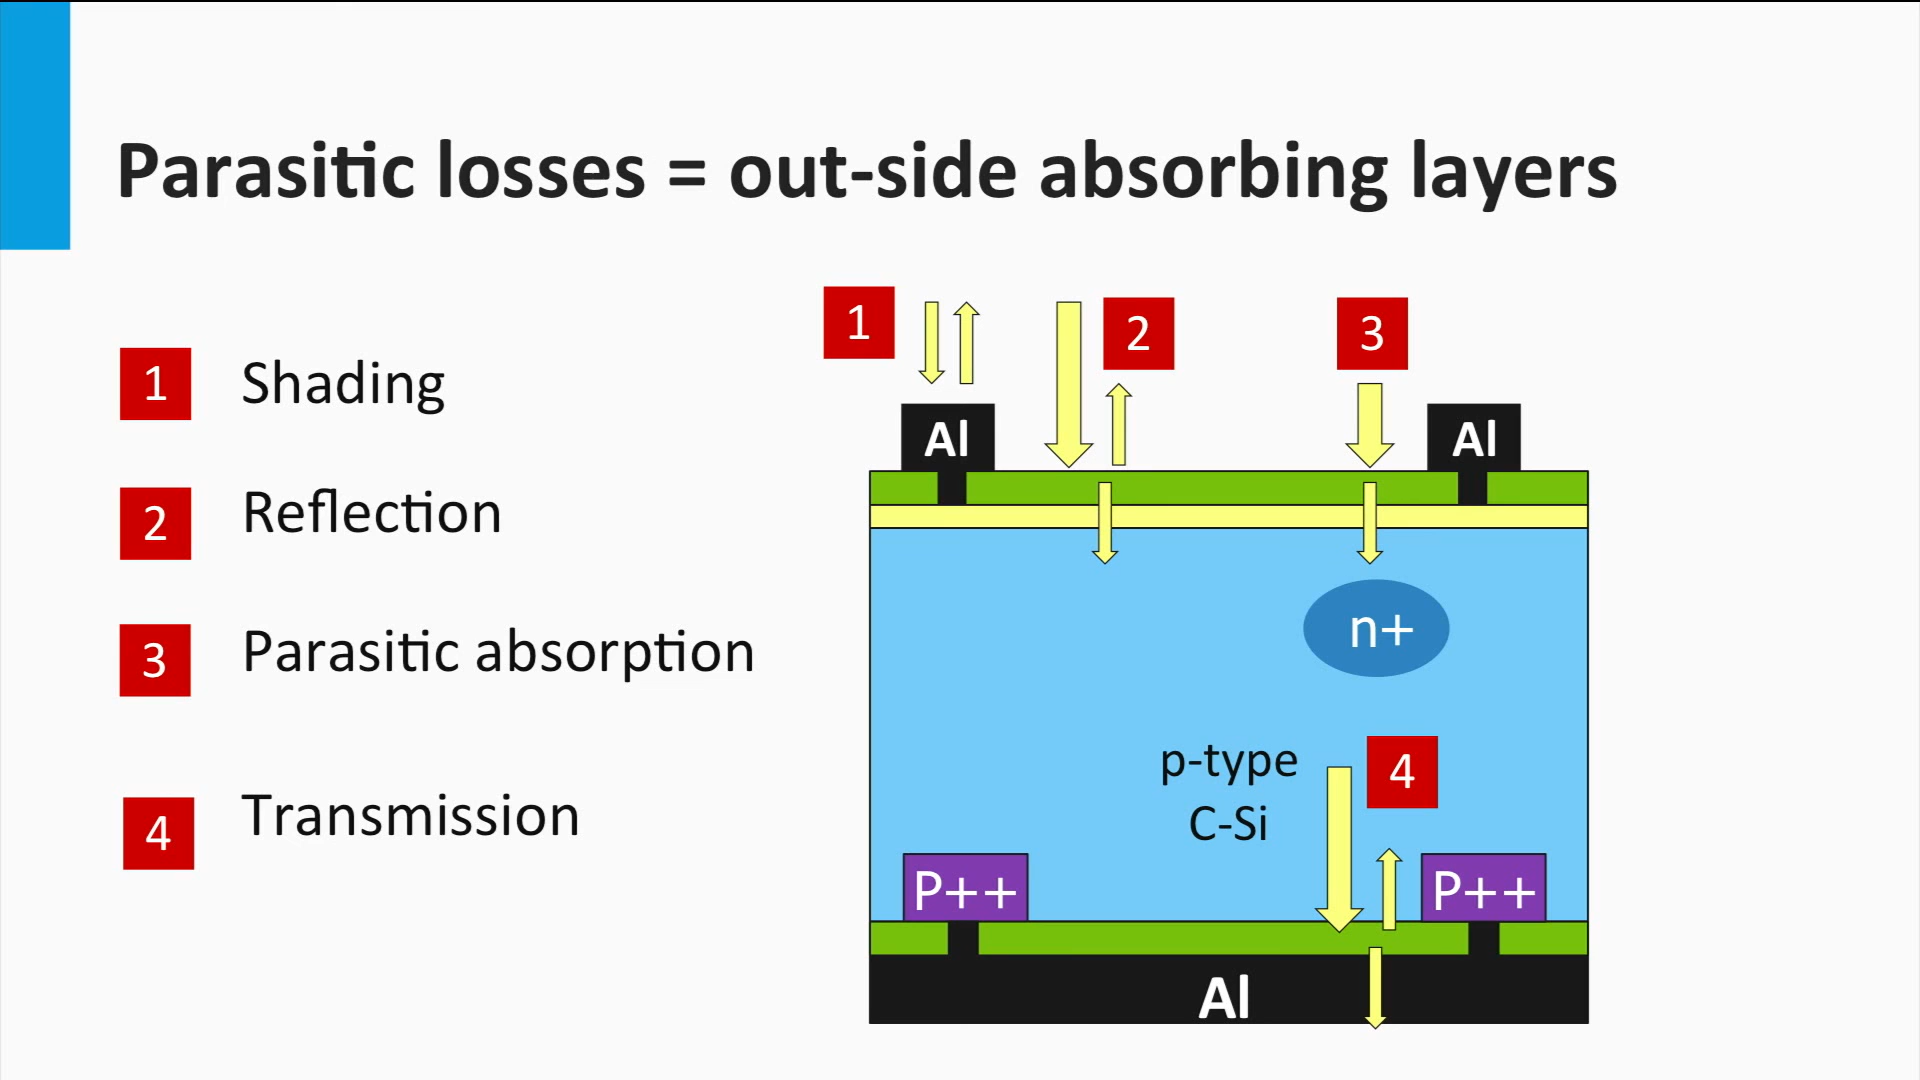 Parasitic losses = out-side absorbing layers
1 Shading
2 Reflection
3 Parasitic absorption
4 Transmission
1
2
3
Al
Al
n+
p-type
C-Si
4
P++
P++
Al